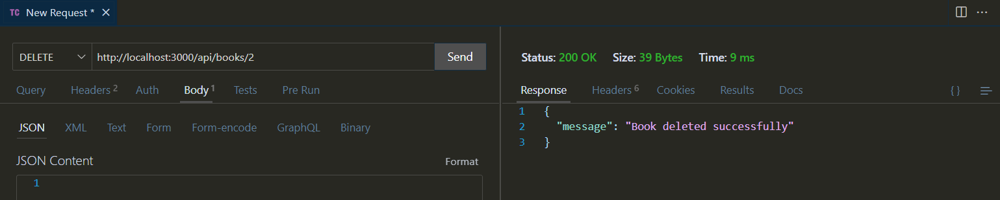 TC New Request *
DELETE http://localhost:3000/api/books/2 Send
Query Headers 2 Auth Body 1 Tests Pre Run
JSON XML Text Form Form-encode GraphQL Binary
JSON Content Format
1
Status: 200 OK Size: 39 Bytes Time: 9 ms
Response Headers 6 Cookies Results Docs {}
1 {
2 "message": "Book deleted successfully"
3 }